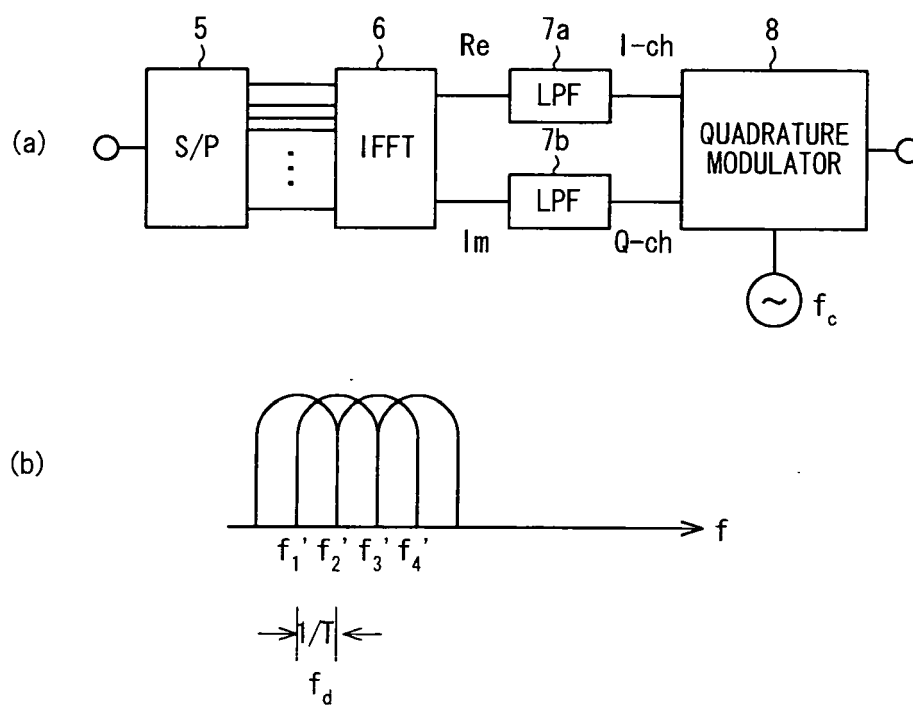 (a)
5
6
Re
7a
I-ch
8
S/P
IFFT
LPF
QUADRATURE
MODULATOR
7b
LPF
Im
Q-ch
~
f_c
(b)
f
f_1' f_2' f_3' f_4'
1/T
f_d